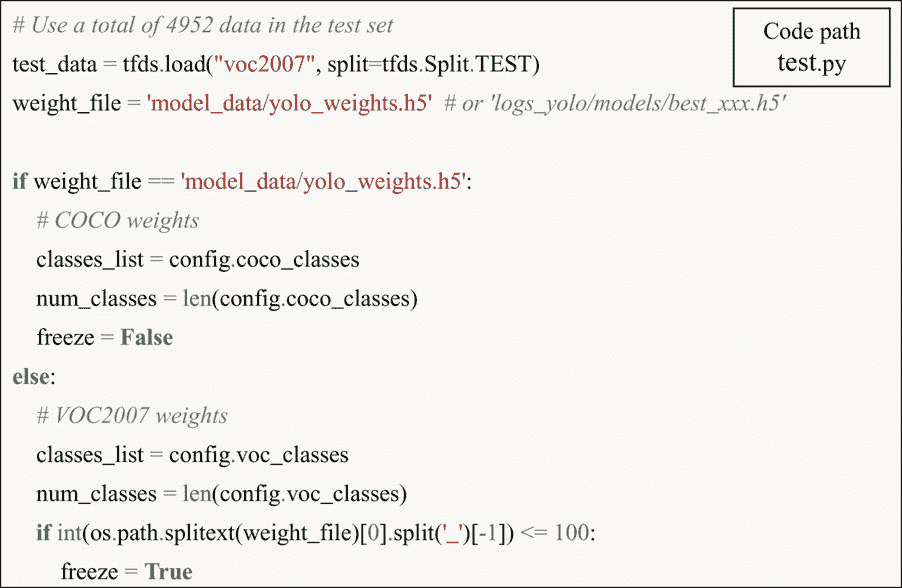 # Use a total of 4952 data in the test set
test_data = tfds.load("voc2007", split=tfds.Split.TEST)
weight_file = 'model_data/yolo_weights.h5'  # or 'logs_yolo/models/best_xxx.h5'
Code path
test.py
if weight_file == 'model_data/yolo_weights.h5':
    # COCO weights
    classes_list = config.coco_classes
    num_classes = len(config.coco_classes)
    freeze = False
else:
    # VOC2007 weights
    classes_list = config.voc_classes
    num_classes = len(config.voc_classes)
    if int(os.path.splitext(weight_file)[0].split('_')[-1]) <= 100:
        freeze = True